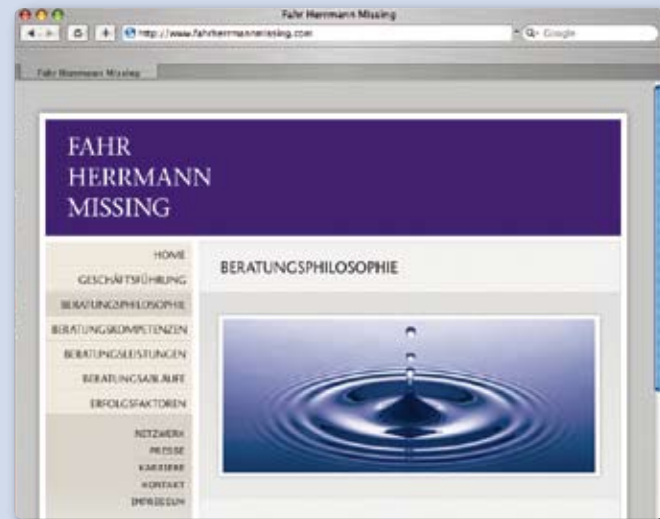 Fahr Herrmann Missing
http://www.fahrherrmannmissing.com
Google
Fahr Herrmann Missing
FAHR
HERRMANN
MISSING
HOME
GESCHÄFTSFÜHRUNG
BERATUNGSPHILOSOPHIE
BERATUNGSKOMPETENZEN
BERATUNGSLEISTUNGEN
BERATUNGSABLÄUFE
ERFOLGSFAKTOREN
NETZWERK
PRESSE
KARRIERE
KONTAKT
IMPRESSUM
BERATUNGSPHILOSOPHIE